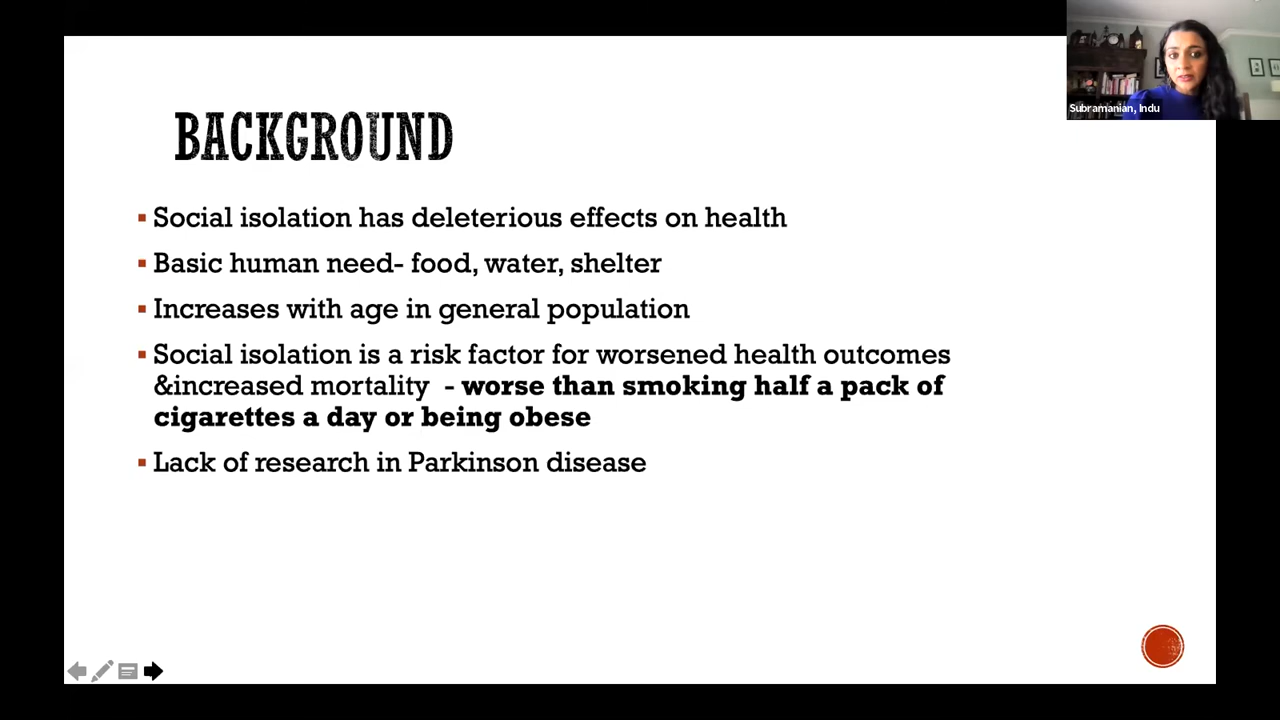 Subramanian, Indu
BACKGROUND
Social isolation has deleterious effects on health
Basic human need- food, water, shelter
Increases with age in general population
Social isolation is a risk factor for worsened health outcomes
&increased mortality - worse than smoking half a pack of
cigarettes a day or being obese
Lack of research in Parkinson disease